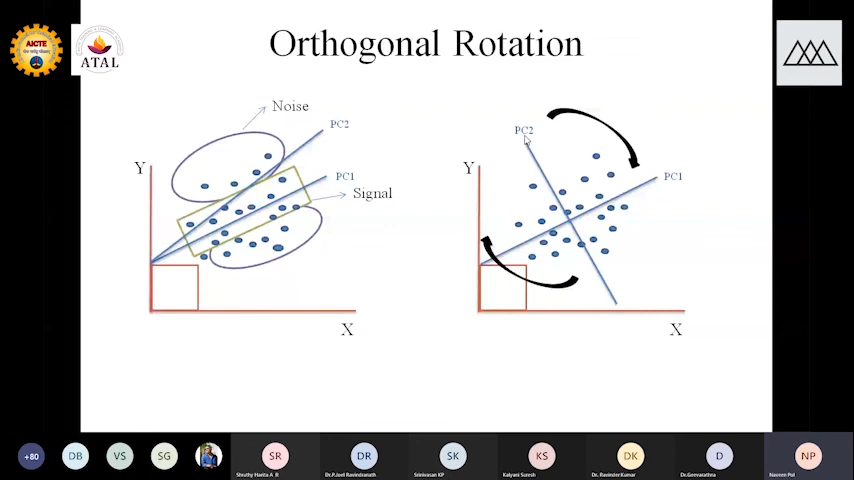 Orthogonal Rotation
AICTE
ATAL
Noise
PC2
PC1
Signal
Y
X
PC2
PC1
Y
X
+80
DB
VS
SG
SR
DR
SK
KS
DK
D
NP
Shruthy Harita A R
Dr.P.Joel Ravindranath
Srinivasan KP
Kalyani Suresh
Dr. Ravinder Kumar
Dr.Geevarathna
Naveen Pol